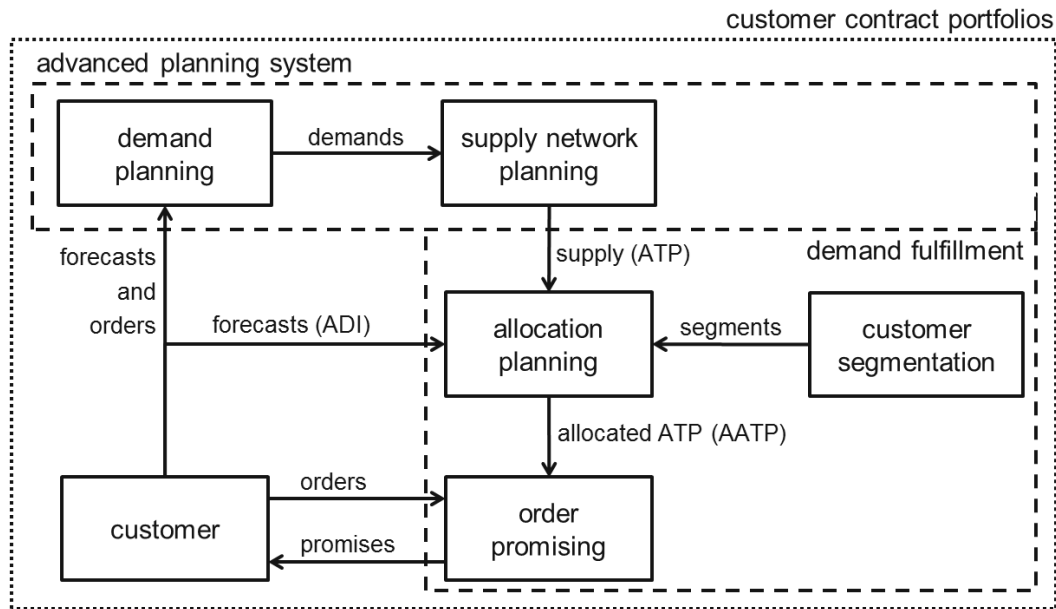 customer contract portfolios
advanced planning system
demand
planning
demands
supply network
planning
forecasts
and
orders
supply (ATP)
demand fulfillment
forecasts (ADI)
allocation
planning
segments
customer
segmentation
allocated ATP (AATP)
customer
orders
promises
order
promising